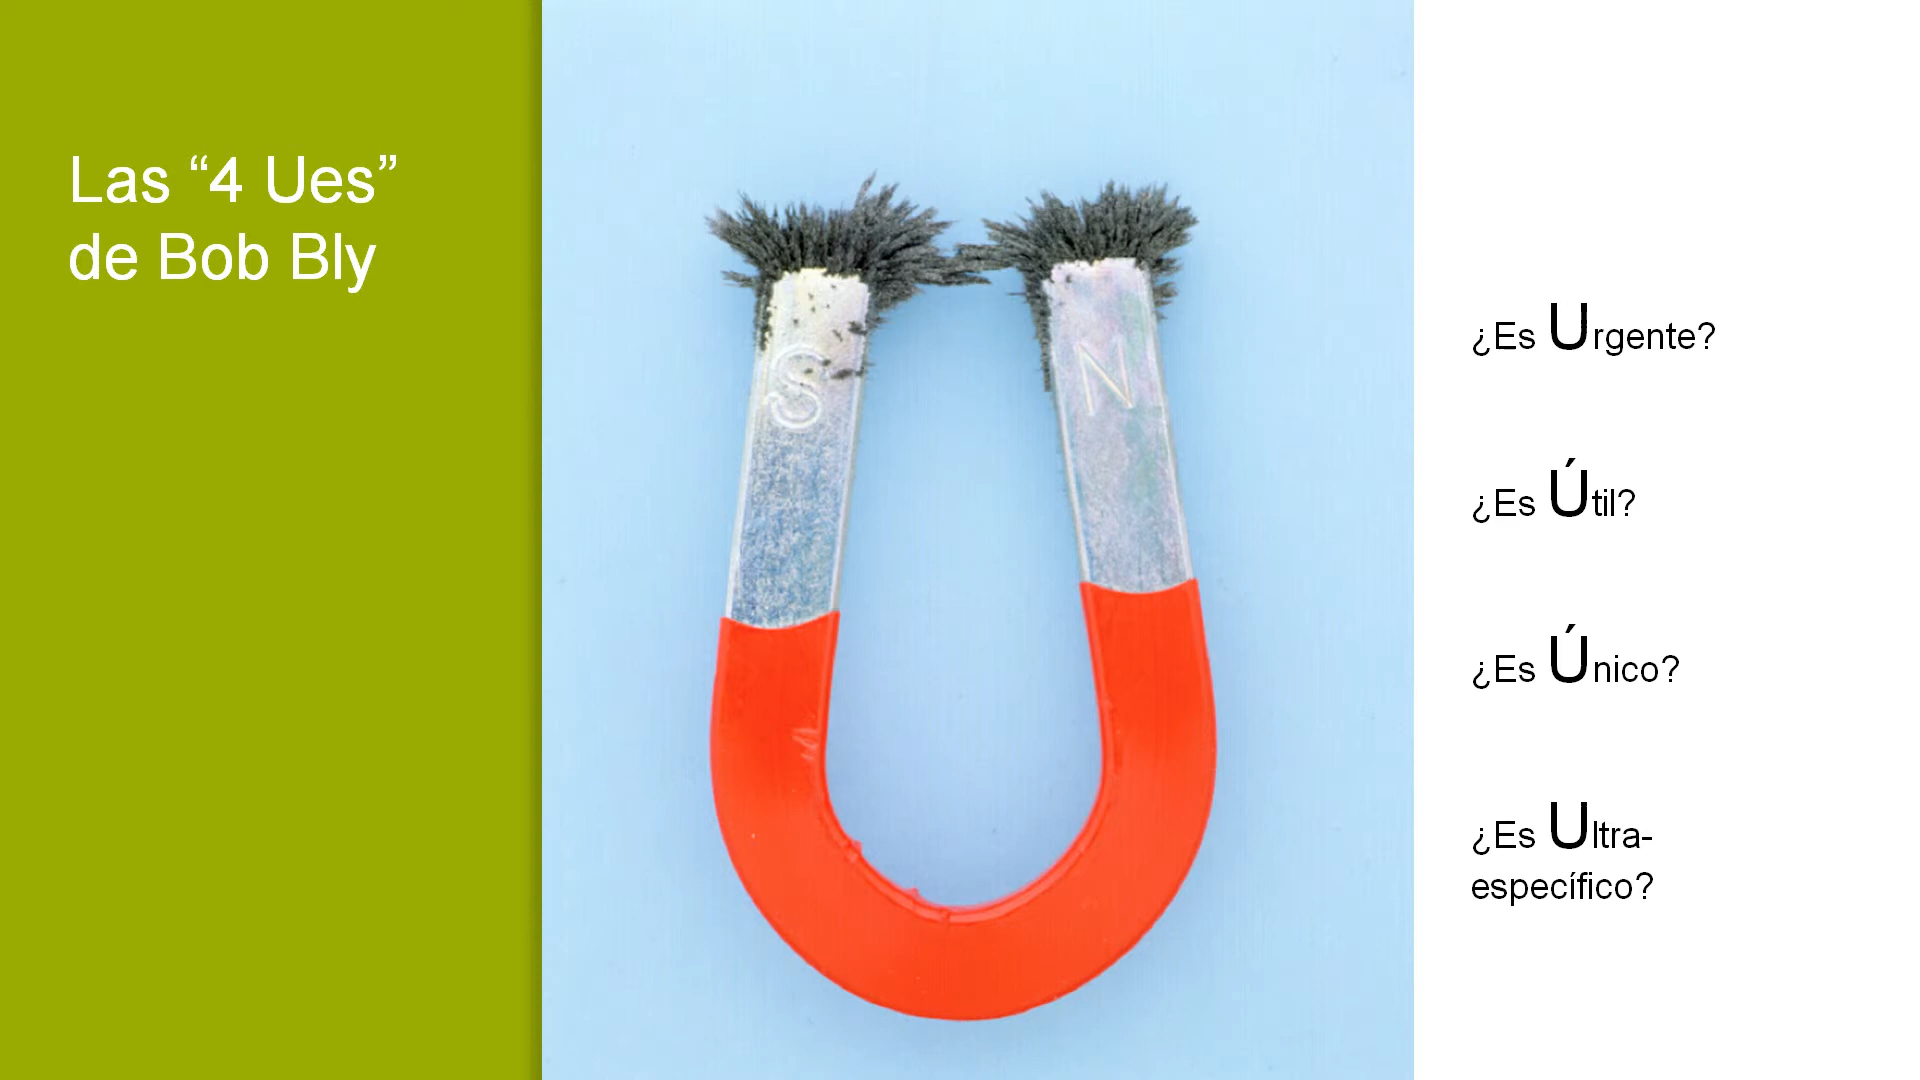 Las “4 Ues”
de Bob Bly
S
N
¿Es Urgente?
¿Es Útil?
¿Es Único?
¿Es Ultra-
específico?